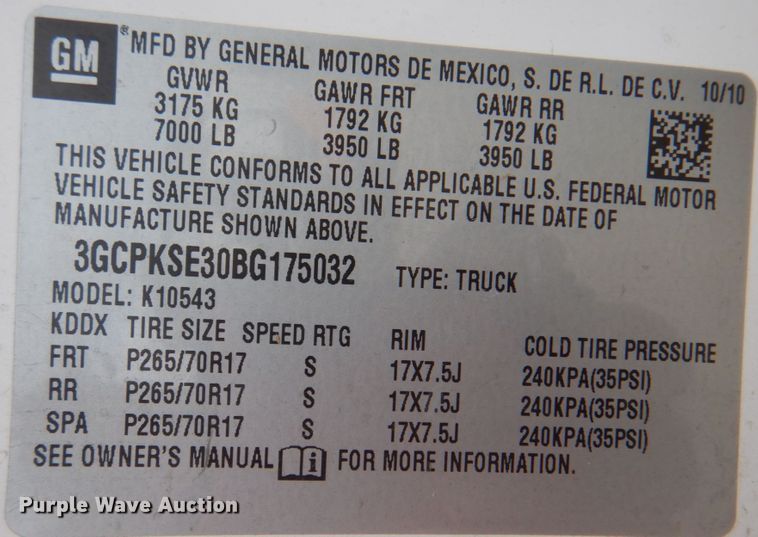 GM
®MFD BY GENERAL MOTORS DE MEXICO, S. DE R.L. DE C.V. 10/10
GVWR GAWR FRT GAWR RR
3175 KG 1792 KG 1792 KG
7000 LB 3950 LB 3950 LB
THIS VEHICLE CONFORMS TO ALL APPLICABLE U.S. FEDERAL MOTOR
VEHICLE SAFETY STANDARDS IN EFFECT ON THE DATE OF
MANUFACTURE SHOWN ABOVE.
3GCPKSE30BG175032 TYPE: TRUCK
MODEL: K10543
KDDX TIRE SIZE SPEED RTG RIM COLD TIRE PRESSURE
FRT P265/70R17 S 17X7.5J 240KPA(35PSI)
RR P265/70R17 S 17X7.5J 240KPA(35PSI)
SPA P265/70R17 S 17X7.5J 240KPA(35PSI)
SEE OWNER'S MANUAL i FOR MORE INFORMATION.
Purple Wave Auction